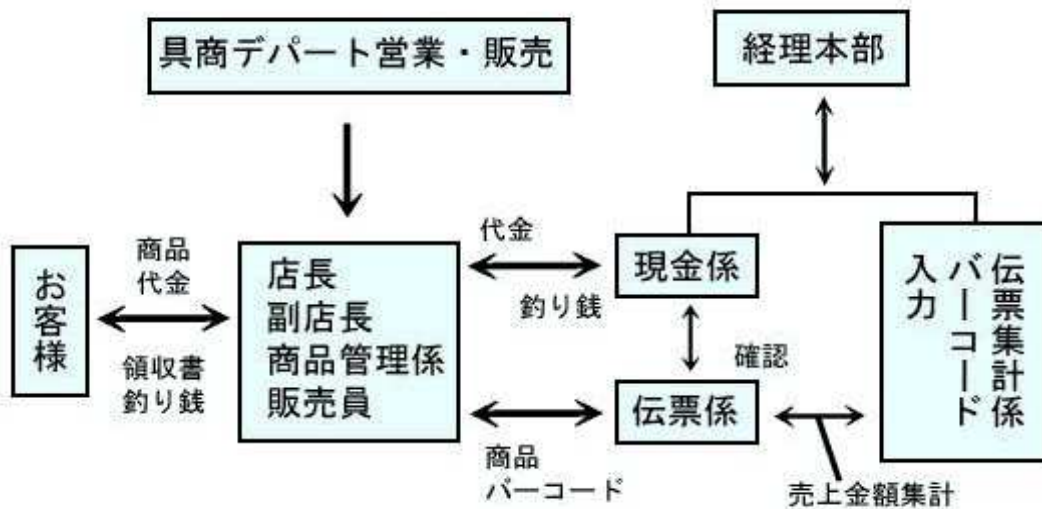 具商デパート営業・販売
経理本部
お客様
商品
代金
領収書
釣り銭
店長
副店長
商品管理係
販売員
代金
釣り銭
現金係
確認
伝票係
商品
バーコード
伝票集計係
バーコード
入力
売上金額集計